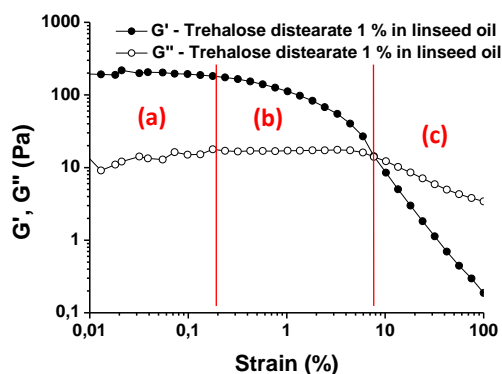 G' - Trehalose distearate 1 % in linseed oil
G'' - Trehalose distearate 1 % in linseed oil
1000
100
10
1
0,1
G', G'' (Pa)
(a)
(b)
(c)
0,01
0,1
1
10
100
Strain (%)